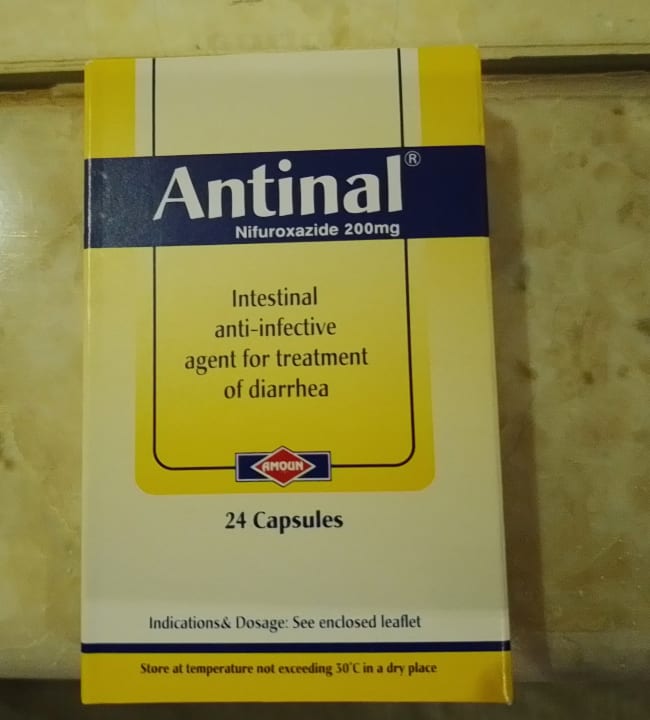 Antinal®
Nifuroxazide 200mg
Intestinal
anti-infective
agent for treatment
of diarrhea
AMOUN
24 Capsules
Indications& Dosage: See enclosed leaflet
Store at temperature not exceeding 30°C in a dry place